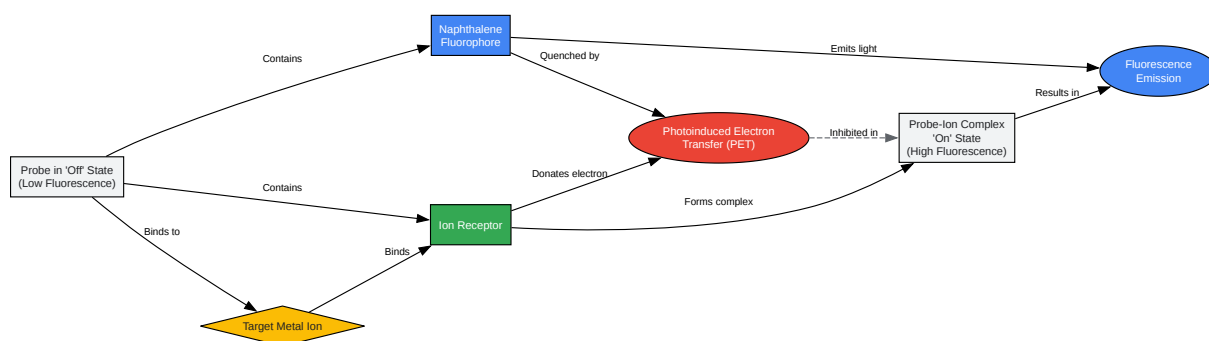 Naphthalene
Fluorophore
Emits light
Quenched by
Contains
Fluorescence
Emission
Results in
Photoinduced Electron
Transfer (PET)
Inhibited in
Probe-Ion Complex
'On' State
(High Fluorescence)
Probe in 'Off' State
(Low Fluorescence)
Contains
Donates electron
Forms complex
Ion Receptor
Binds to
Binds
Target Metal Ion